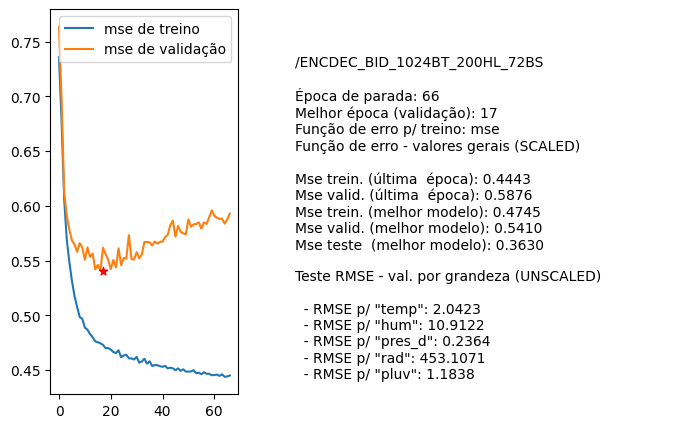 mse de treino
mse de validação
0.75
0.70
0.65
0.60
0.55
0.50
0.45
0
20
40
60
/ENCDEC_BID_1024BT_200HL_72BS
Época de parada: 66
Melhor época (validação): 17
Função de erro p/ treino: mse
Função de erro - valores gerais (SCALED)
Mse trein. (última  época): 0.4443
Mse valid. (última  época): 0.5876
Mse trein. (melhor modelo): 0.4745
Mse valid. (melhor modelo): 0.5410
Mse teste  (melhor modelo): 0.3630
Teste RMSE - val. por grandeza (UNSCALED)
- RMSE p/ "temp": 2.0423
- RMSE p/ "hum": 10.9122
- RMSE p/ "pres_d": 0.2364
- RMSE p/ "rad": 453.1071
- RMSE p/ "pluv": 1.1838